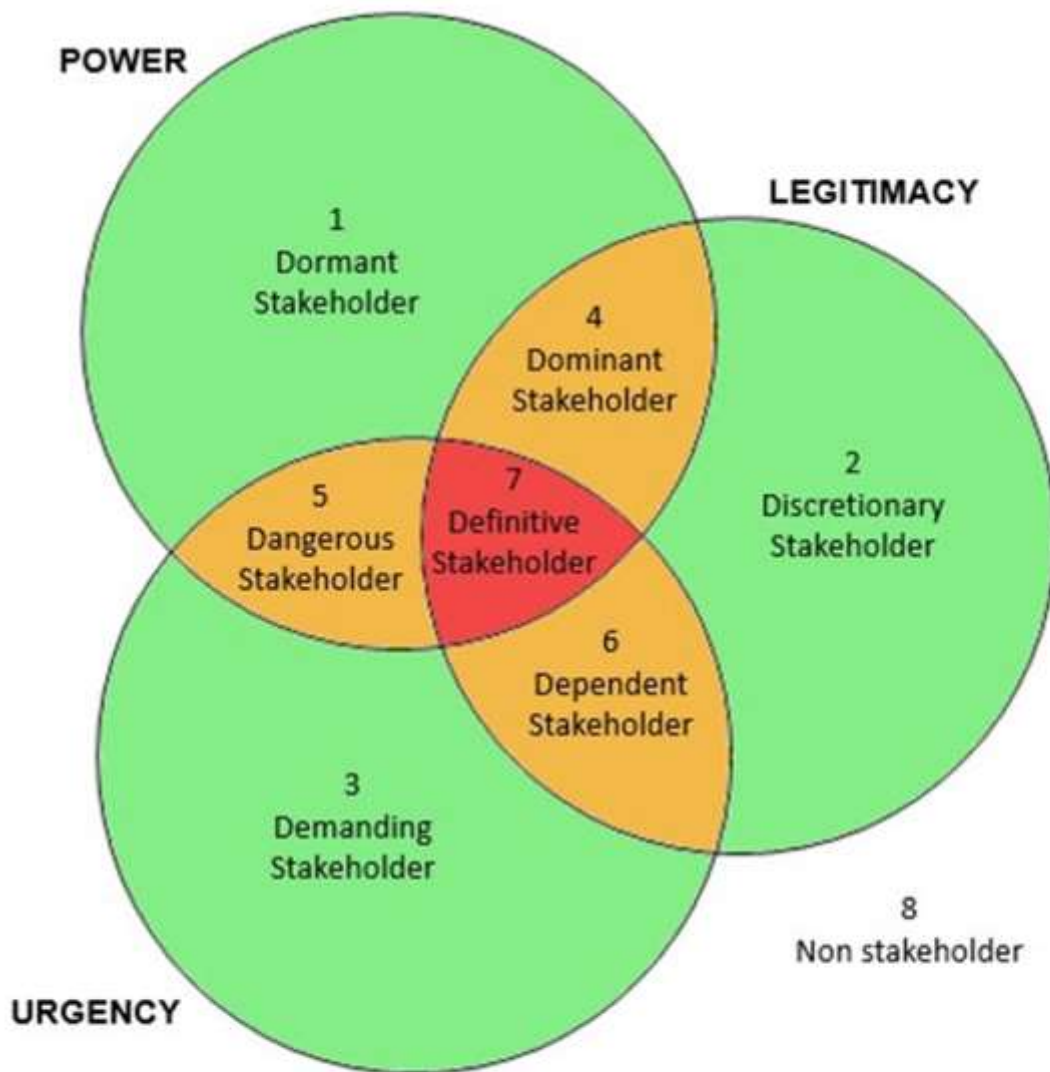 POWER
LEGITIMACY
1
Dormant
Stakeholder
4
Dominant
Stakeholder
2
Discretionary
Stakeholder
5
Dangerous
Stakeholder
7
Definitive
Stakeholder
6
Dependent
Stakeholder
3
Demanding
Stakeholder
8
Non stakeholder
URGENCY